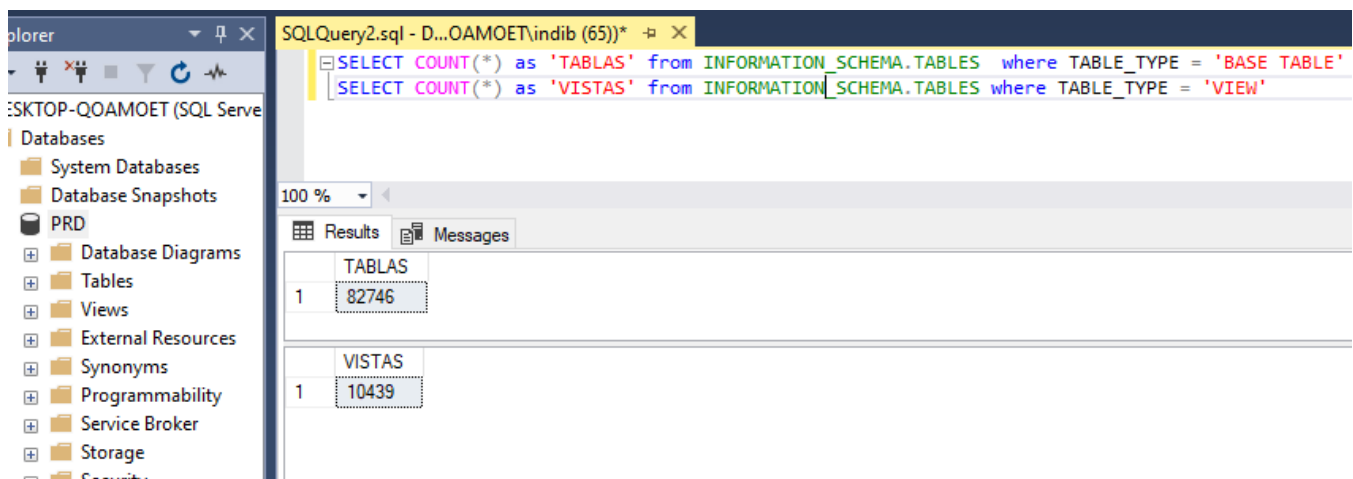 plorer
SQLQuery2.sql - D...OAMOET\indib (65))*
SELECT COUNT(*) as 'TABLAS' from INFORMATION_SCHEMA.TABLES  where TABLE_TYPE = 'BASE TABLE'
SELECT COUNT(*) as 'VISTAS' from INFORMATION_SCHEMA.TABLES where TABLE_TYPE = 'VIEW'
ESKTOP-QOAMOET (SQL Serve
Databases
System Databases
Database Snapshots
PRD
Database Diagrams
Tables
Views
External Resources
Synonyms
Programmability
Service Broker
Storage
Security
100 %
Results
Messages
TABLAS
1 82746
VISTAS
1 10439